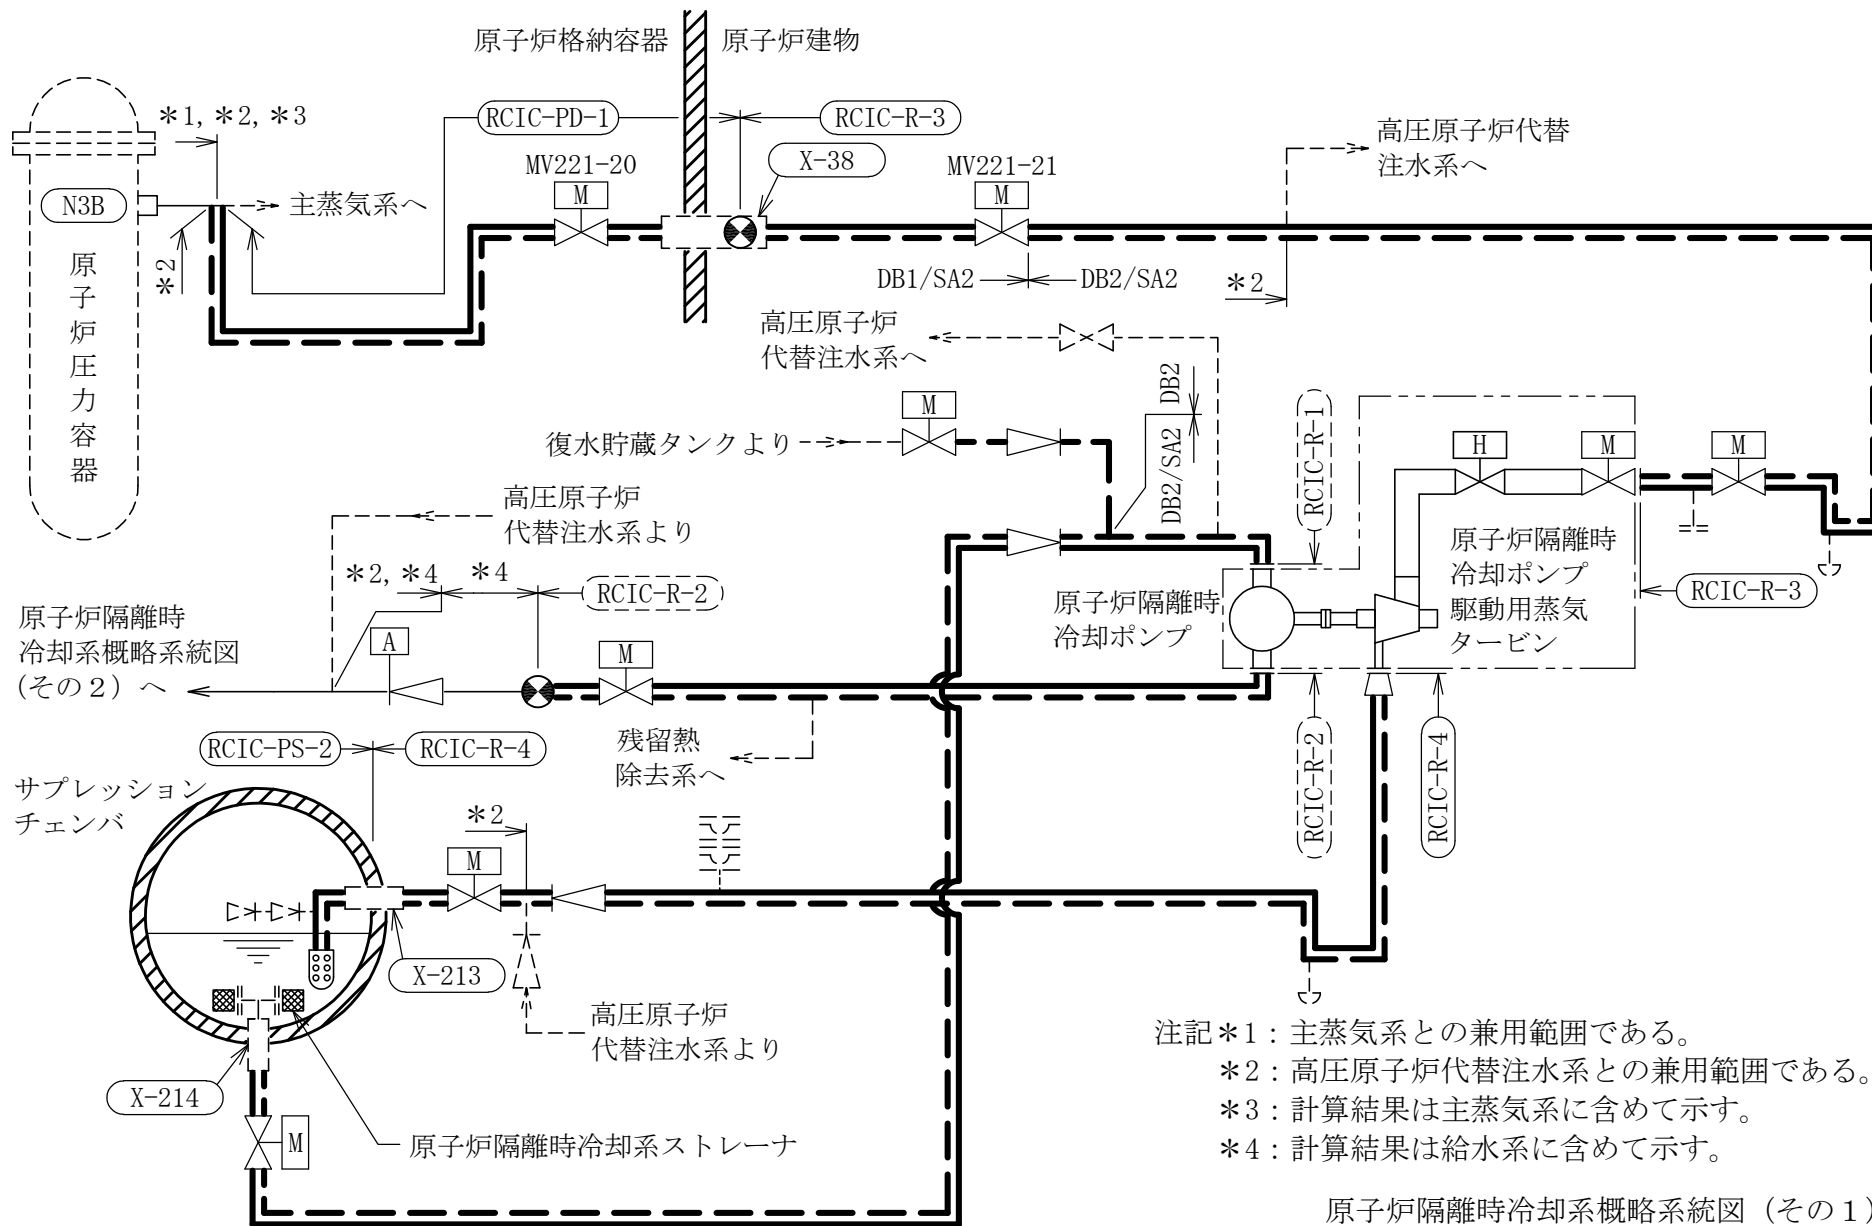 原子炉格納容器
原子炉建物
*1, *2, *3
RCIC-PD-1
RCIC-R-3
高圧原子炉代替
注水系へ
MV221-20
X-38
MV221-21
M
M
N3B
主蒸気系へ
原子炉圧力容器
*2
DB1/SA2
DB2/SA2
*2
高圧原子炉
代替注水系へ
DB2
DB2/SA2
M
復水貯蔵タンクより
RCIC-R-1
H
M
M
高圧原子炉
代替注水系より
原子炉隔離時
冷却ポンプ
駆動用蒸気
タービン
*2, *4
*4
RCIC-R-2
原子炉隔離時
冷却ポンプ
RCIC-R-3
原子炉隔離時
冷却系概略系統図
(その2) へ
A
M
RCIC-PS-2
RCIC-R-4
残留熱
除去系へ
RCIC-R-2
RCIC-R-4
サプレッション
チェンバ
*2
M
X-213
高圧原子炉
代替注水系より
X-214
M
原子炉隔離時冷却系ストレーナ
注記*1:主蒸気系との兼用範囲である。
*2:高圧原子炉代替注水系との兼用範囲である。
*3:計算結果は主蒸気系に含めて示す。
*4:計算結果は給水系に含めて示す。
原子炉隔離時冷却系概略系統図(その1)